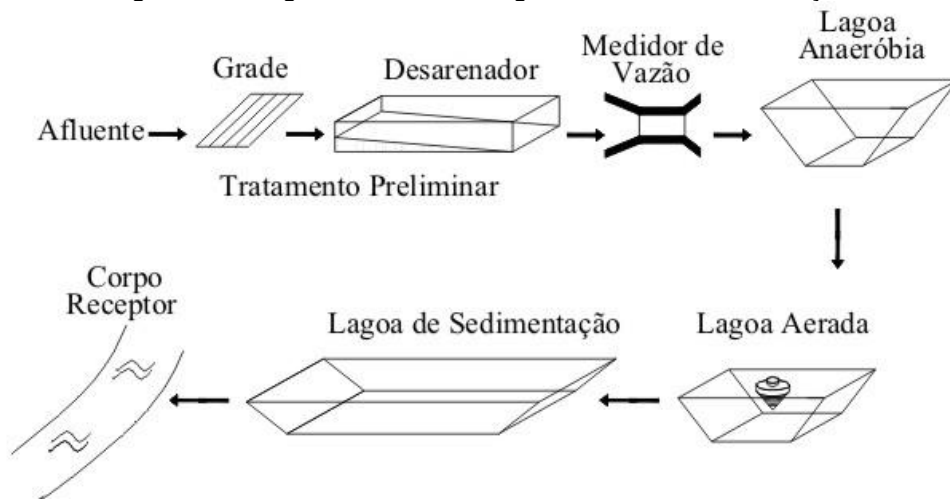 Afluente
Grade
Desarenador
Tratamento Preliminar
Medidor de
Vazão
Lagoa
Anaeróbia
Lagoa Aerada
Lagoa de Sedimentação
Corpo
Receptor